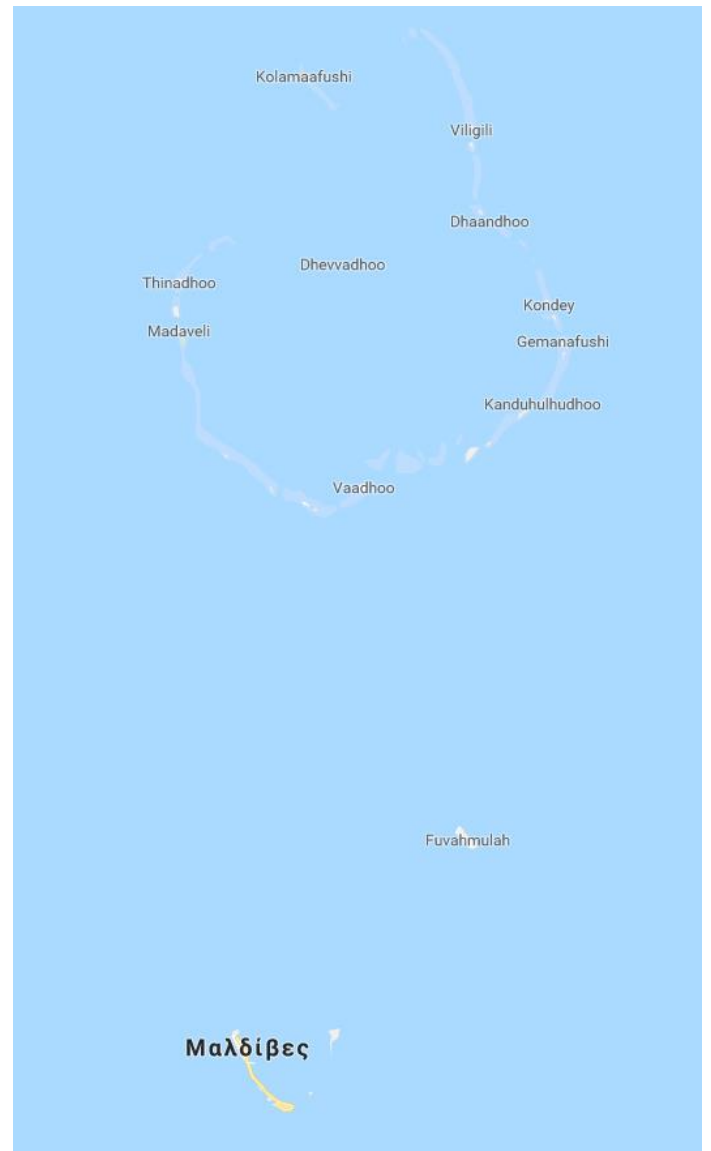 Kolamaafushi
Viligili
Dhaandhoo
Dhevvadhoo
Thinadhoo
Kondey
Madaveli
Gemanafushi
Kanduhulhudhoo
Vaadhoo
Fuvahmulah
Μαλδίβες